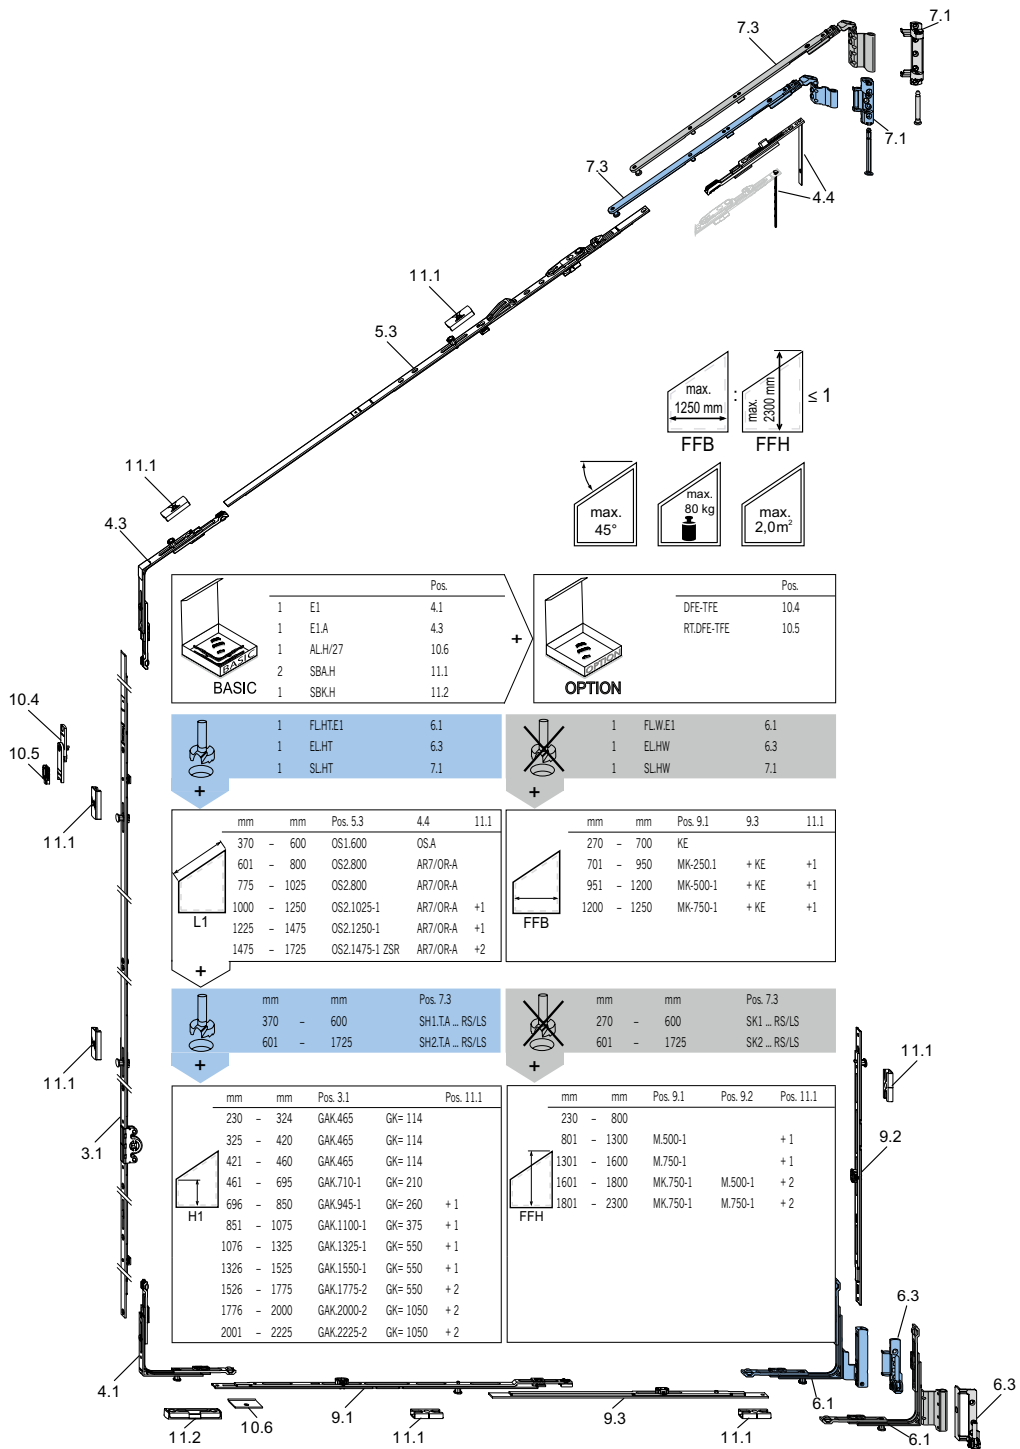 7.1
7.3
7.1
7.3
4.4
11.1
5.3
max.
1250 mm
:
max.
2300 mm
≤ 1
FFB
FFH
11.1
4.3
max.
45°
max.
80 kg
max.
2,0m²
Pos.
1 E1 4.1
1 E1.A 4.3
1 AL.H/27 10.6
2 SBA.H 11.1
1 SBK.H 11.2
BASIC
BASIC
+
Pos.
DFE-TFE 10.4
RT.DFE-TFE 10.5
OPTION
OPTION
10.4
10.5
11.1
1 FL.HT.E1 6.1
1 EL.HT 6.3
1 SL.HT 7.1
+
1 FL.W.E1 6.1
1 EL.HW 6.3
1 SL.HW 7.1
+
mm mm Pos. 5.3 4.4 11.1
370 – 600 OS1.600 OS.A
601 – 800 OS2.800 AR7/OR-A
775 – 1025 OS2.800 AR7/OR-A
1000 – 1250 OS2.1025-1 AR7/OR-A +1
1225 – 1475 OS2.1250-1 AR7/OR-A +1
1475 – 1725 OS2.1475-1 ZSR AR7/OR-A +2
L1
+
mm mm Pos. 9.1 9.3 11.1
270 – 700 KE
701 – 950 MK-250.1 + KE +1
951 – 1200 MK-500-1 + KE +1
1200 – 1250 MK-750-1 + KE +1
FFB
mm mm Pos. 7.3
370 – 600 SH1.T.A ... RS/LS
601 – 1725 SH2.T.A ... RS/LS
+
mm mm Pos. 7.3
270 – 600 SK1 ... RS/LS
601 – 1725 SK2 ... RS/LS
+
11.1
3.1
mm mm Pos. 3.1 Pos. 11.1
230 – 324 GAK.465 GK= 114
325 – 420 GAK.465 GK= 114
421 – 460 GAK.465 GK= 114
461 – 695 GAK.710-1 GK= 210
696 – 850 GAK.945-1 GK= 260 + 1
851 – 1075 GAK.1100-1 GK= 375 + 1
1076 – 1325 GAK.1325-1 GK= 550 + 1
1326 – 1525 GAK.1550-1 GK= 550 + 1
1526 – 1775 GAK.1775-2 GK= 550 + 2
1776 – 2000 GAK.2000-2 GK= 1050 + 2
2001 – 2225 GAK.2225-2 GK= 1050 + 2
H1
mm mm Pos. 9.1 Pos. 9.2 Pos. 11.1
230 – 800
801 – 1300 M.500-1 + 1
1301 – 1600 M.750-1 + 1
1601 – 1800 MK.750-1 M.500-1 + 2
1801 – 2300 MK.750-1 M.750-1 + 2
FFH
11.1
9.2
6.3
4.1
11.2
10.6
9.1
11.1
9.3
11.1
6.1
6.1
6.3